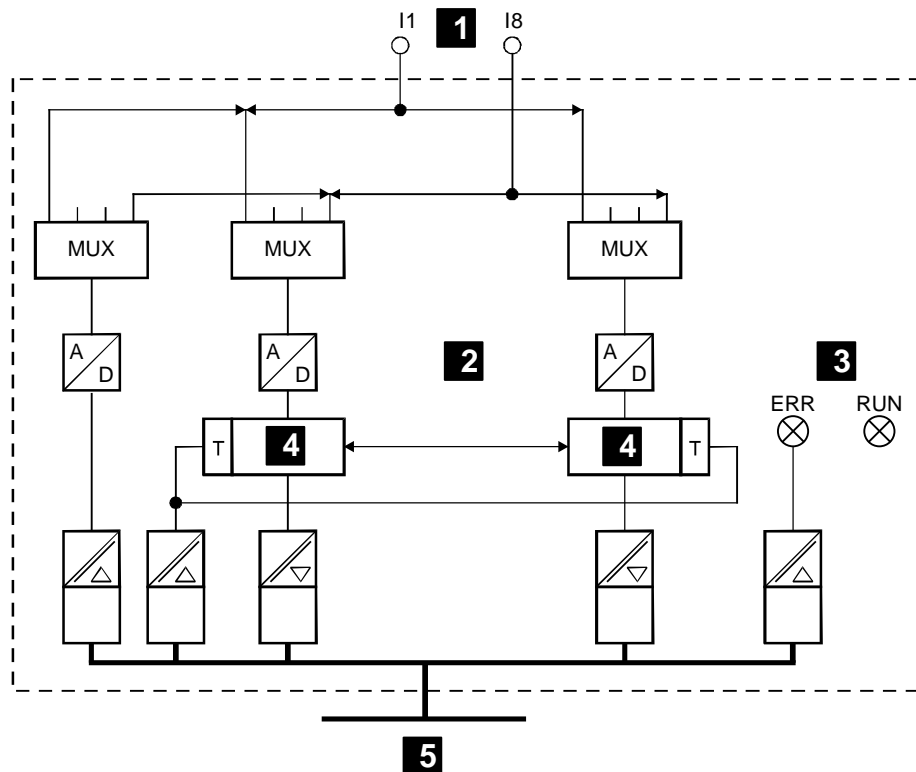 I1 1 I8
MUX MUX MUX
A D A D A D
2 3
ERR RUN
T 4 4 T
5